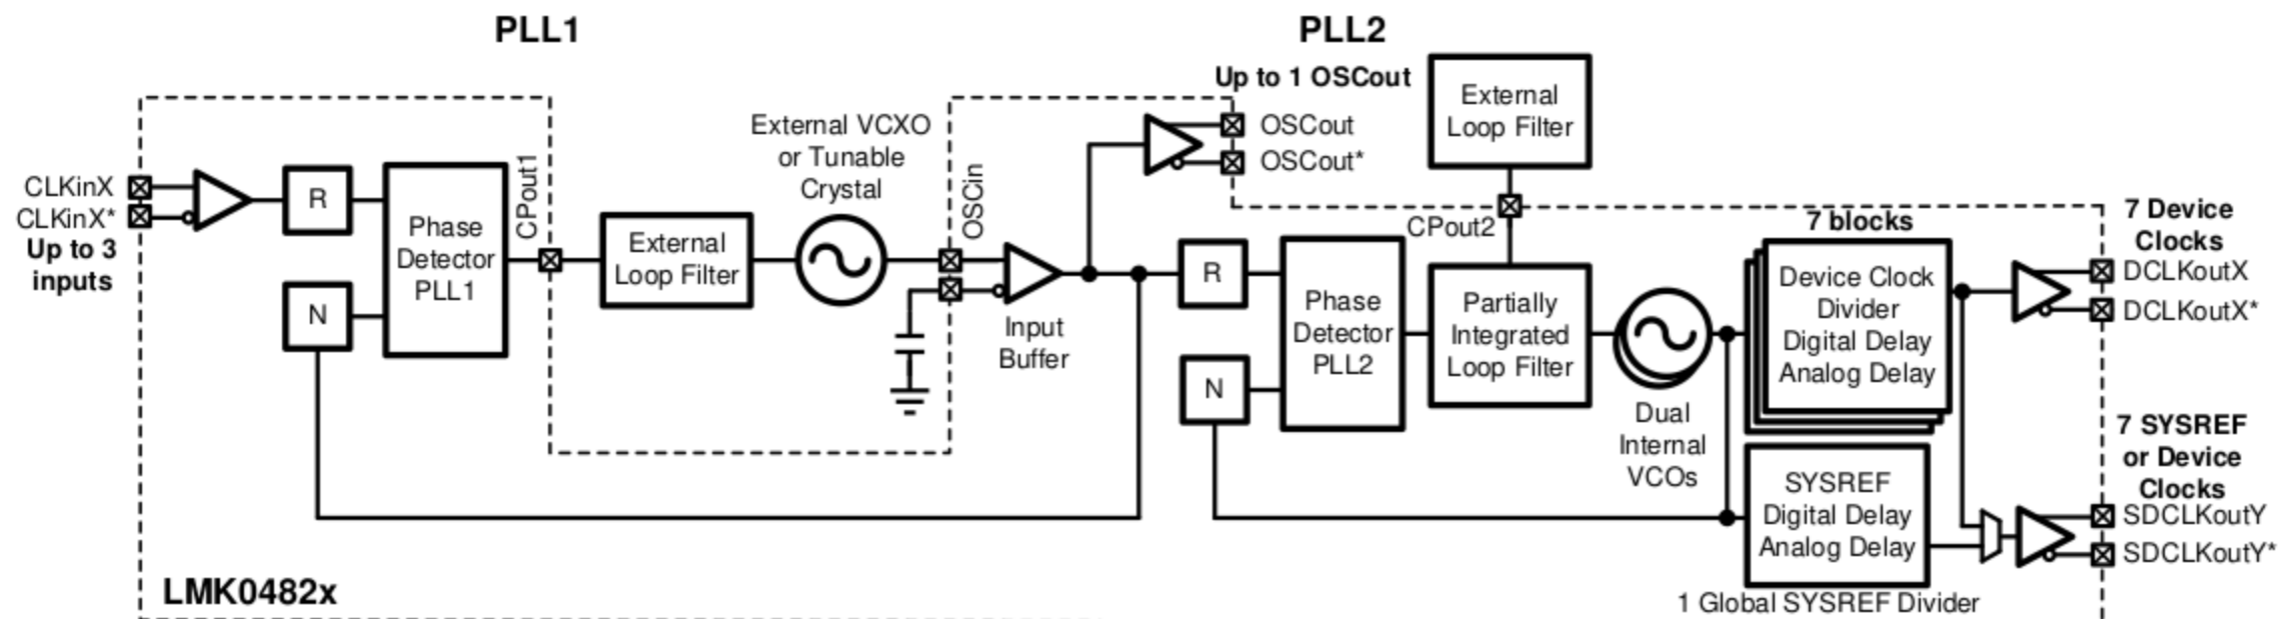 PLL1
PLL2
Up to 1 OSCout
External
Loop Filter
External VCXO
or Tunable
Crystal
OSCout
OSCout*
CLKinX
CLKinX*
Up to 3
inputs
R
N
Phase
Detector
PLL1
CPout1
External
Loop Filter
OSCin
Input
Buffer
R
N
Phase
Detector
PLL2
CPout2
Partially
Integrated
Loop Filter
Dual
Internal
VCOs
7 blocks
Device Clock
Divider
Digital Delay
Analog Delay
7 Device
Clocks
DCLKoutX
DCLKoutX*
SYSREF
Digital Delay
Analog Delay
1 Global SYSREF Divider
7 SYSREF
or Device
Clocks
SDCLKoutY
SDCLKoutY*
LMK0482x